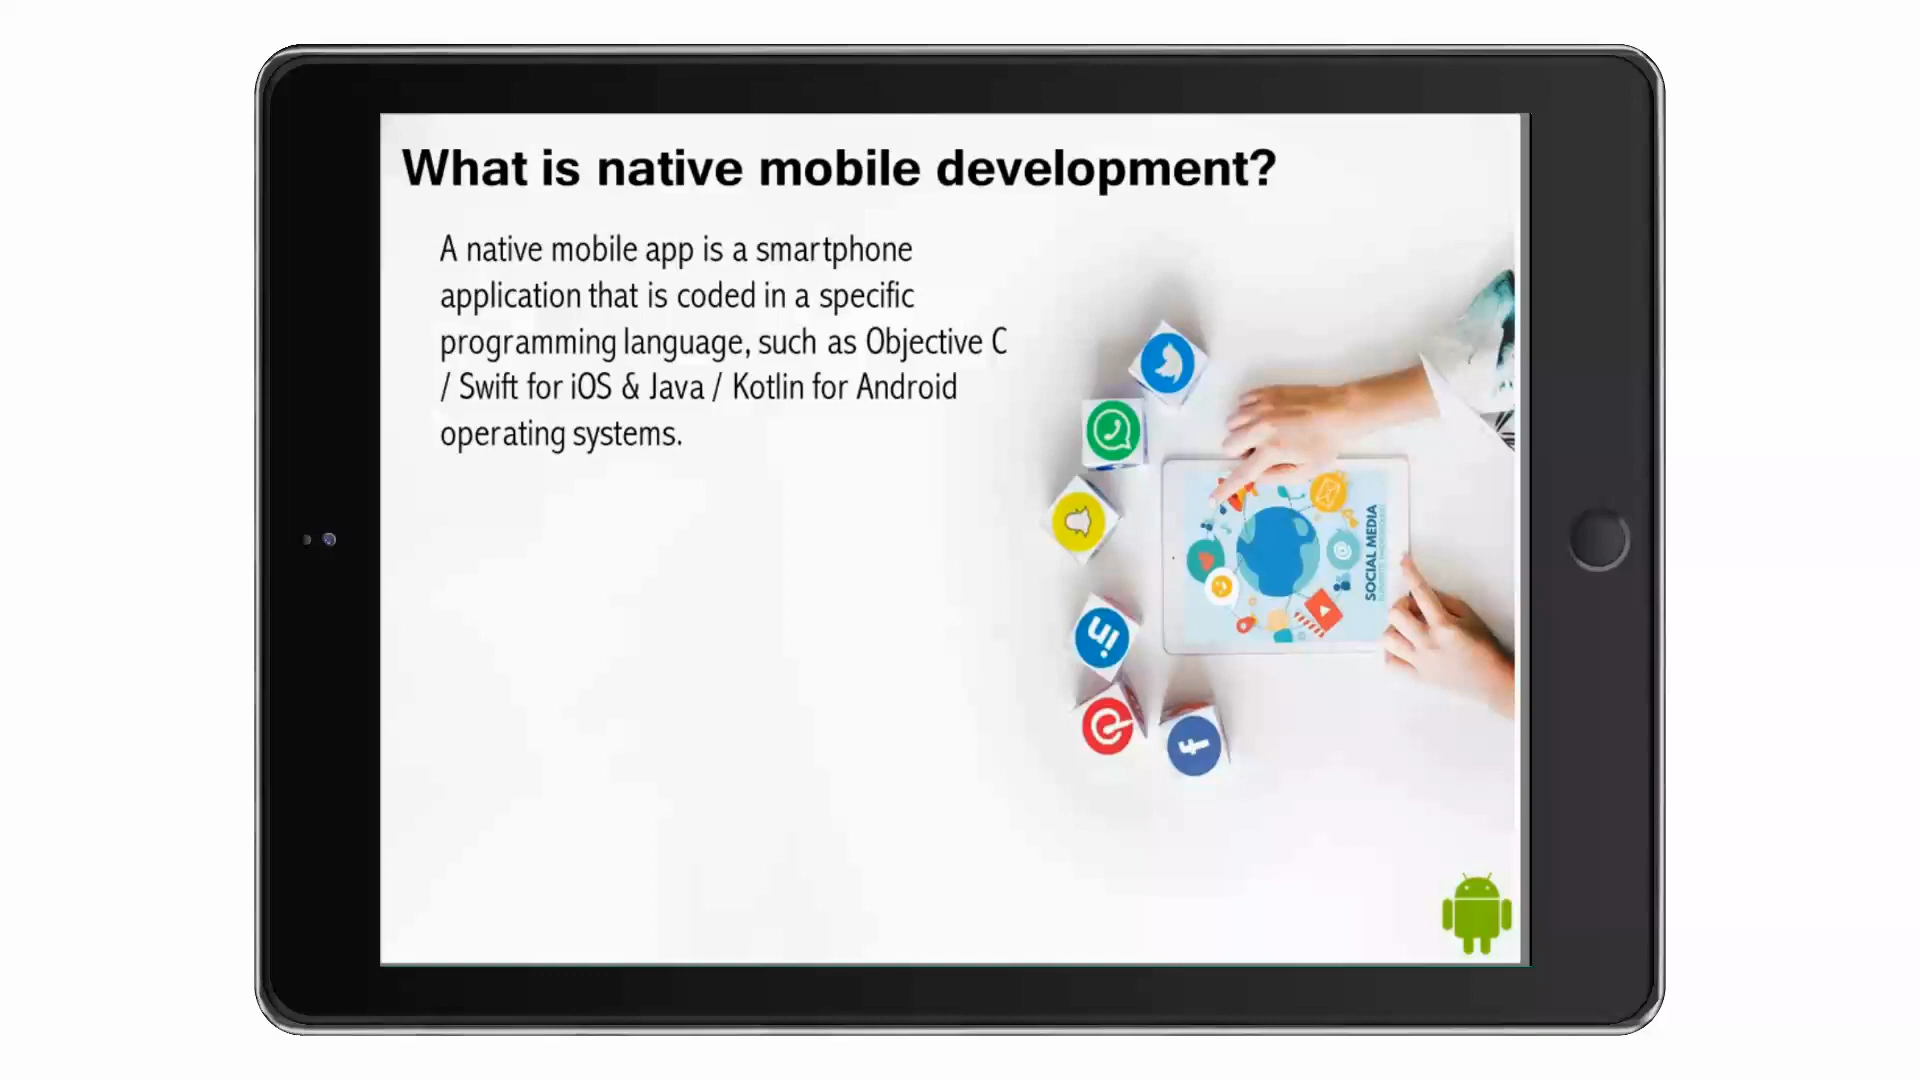 What is native mobile development?
A native mobile app is a smartphone
application that is coded in a specific
programming language, such as Objective C
/ Swift for iOS & Java / Kotlin for Android
operating systems.
in
f
SOCIAL MEDIA